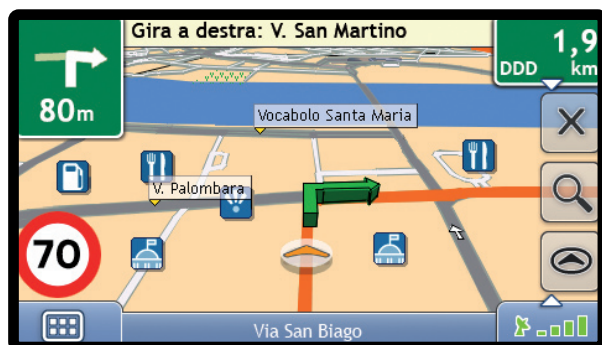 Gira a destra: V. San Martino
1,9
DDD km
80m
Vocabolo Santa Maria
V. Palombara
70
Via San Biago